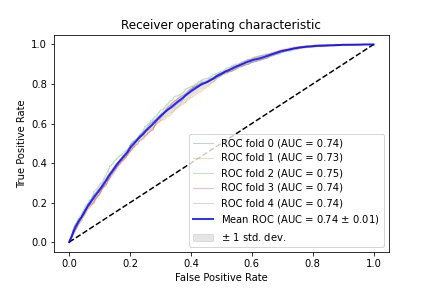 Receiver operating characteristic
1.0
0.8
0.6
0.4
0.2
0.0
True Positive Rate
ROC fold 0 (AUC = 0.74)
ROC fold 1 (AUC = 0.73)
ROC fold 2 (AUC = 0.75)
ROC fold 3 (AUC = 0.74)
ROC fold 4 (AUC = 0.74)
Mean ROC (AUC = 0.74 ± 0.01)
± 1 std. dev.
0.0 0.2 0.4 0.6 0.8 1.0
False Positive Rate